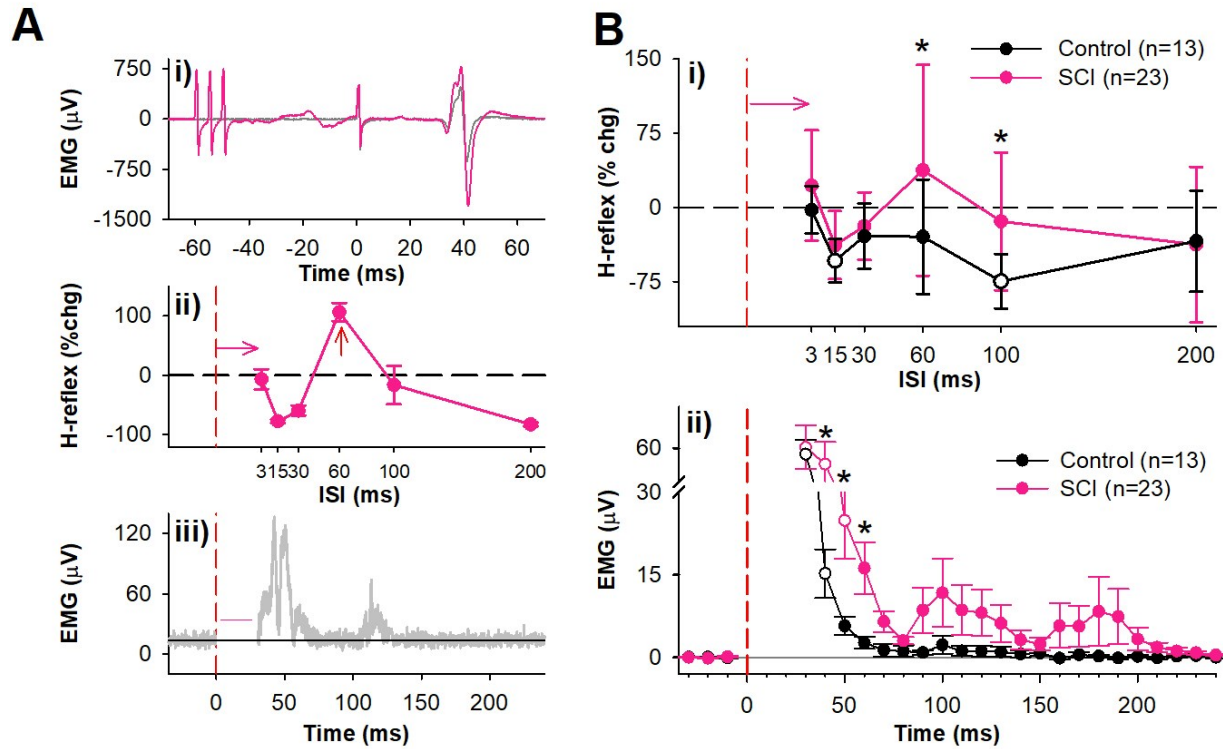 A
i)
750
0
-750
-1500
EMG (μV)
-60 -40 -20 0 20 40 60
Time (ms)
ii)
100
0
-100
H-reflex (%chg)
3 15 30 60 100 200
ISI (ms)
iii)
120
60
0
EMG (μV)
0 50 100 150 200
Time (ms)
B
i)
Control (n=13)
SCI (n=23)
* *
150
75
0
-75
H-reflex (% chg)
3 15 30 60 100 200
ISI (ms)
ii)
Control (n=13)
SCI (n=23)
* * *
60
30
15
0
EMG (μV)
0 50 100 150 200
Time (ms)